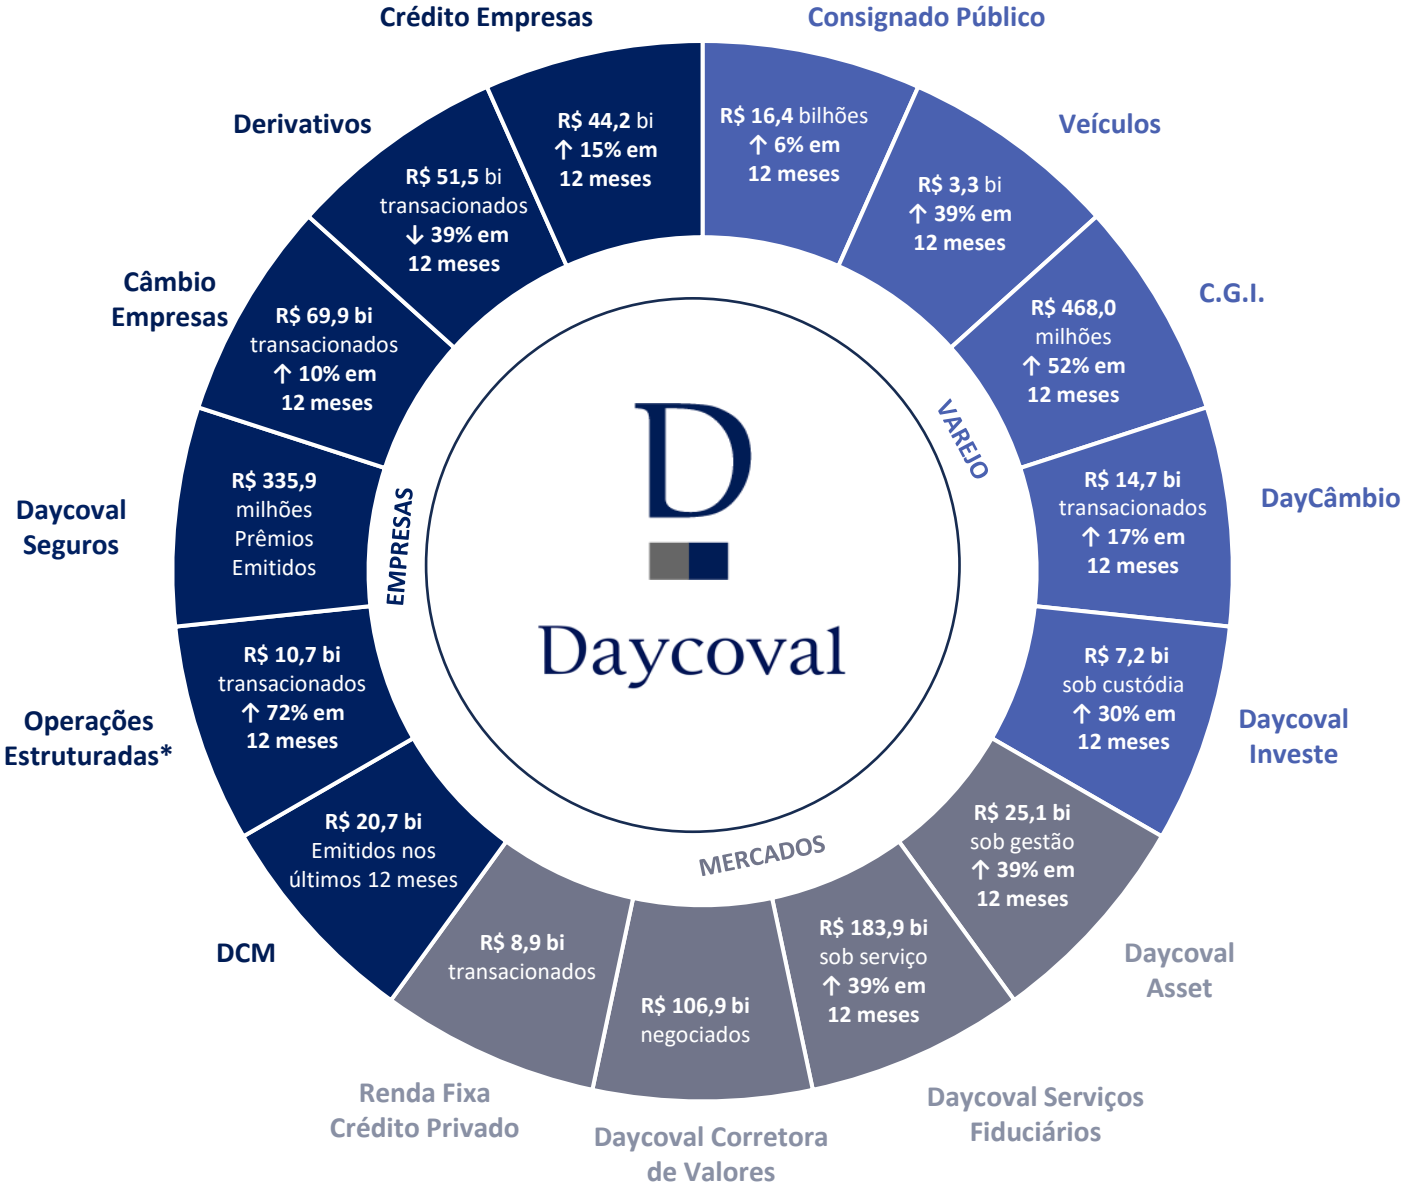 Crédito Empresas
R$ 44,2 bi
↑ 15% em
12 meses
Consignado Público
R$ 16,4 bilhões
↑ 6% em
12 meses
Veículos
R$ 3,3 bi
↑ 39% em
12 meses
C.G.I.
R$ 468,0
milhões
↑ 52% em
12 meses
DayCâmbio
R$ 14,7 bi
transacionados
↑ 17% em
12 meses
Daycoval
Investe
R$ 7,2 bi
sob custódia
↑ 30% em
12 meses
Daycoval
Asset
R$ 25,1 bi
sob gestão
↑ 39% em
12 meses
Daycoval Serviços
Fiduciários
R$ 183,9 bi
sob serviço
↑ 39% em
12 meses
Daycoval Corretora
de Valores
R$ 106,9 bi
negociados
Renda Fixa
Crédito Privado
R$ 8,9 bi
transacionados
DCM
R$ 20,7 bi
Emitidos nos
últimos 12 meses
Operações
Estruturadas*
R$ 10,7 bi
transacionados
↑ 72% em
12 meses
Daycoval
Seguros
R$ 335,9
milhões
Prêmios
Emitidos
Câmbio
Empresas
R$ 69,9 bi
transacionados
↑ 10% em
12 meses
Derivativos
R$ 51,5 bi
transacionados
↓ 39% em
12 meses
VAREJO
EMPRESAS
MERCADOS
D
Daycoval